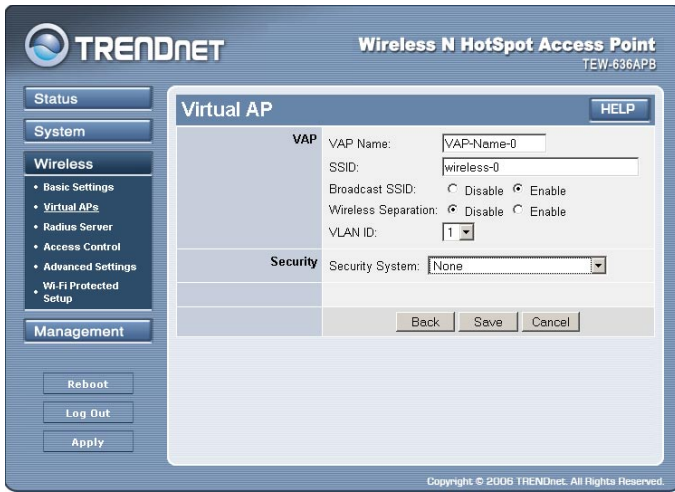 TRENDNET
Wireless N HotSpot Access Point
TEW-636APB
Status
System
Wireless
• Basic Settings
• Virtual APs
• Radius Server
• Access Control
• Advanced Settings
• Wi-Fi Protected
Setup
Management
Reboot
Log Out
Apply
Virtual AP
HELP
VAP
VAP Name: VAP-Name-0
SSID: wireless-0
Broadcast SSID: Disable Enable
Wireless Separation: Disable Enable
VLAN ID: 1
Security
Security System: None
Back Save Cancel
Copyright © 2006 TRENDnet. All Rights Reserved.